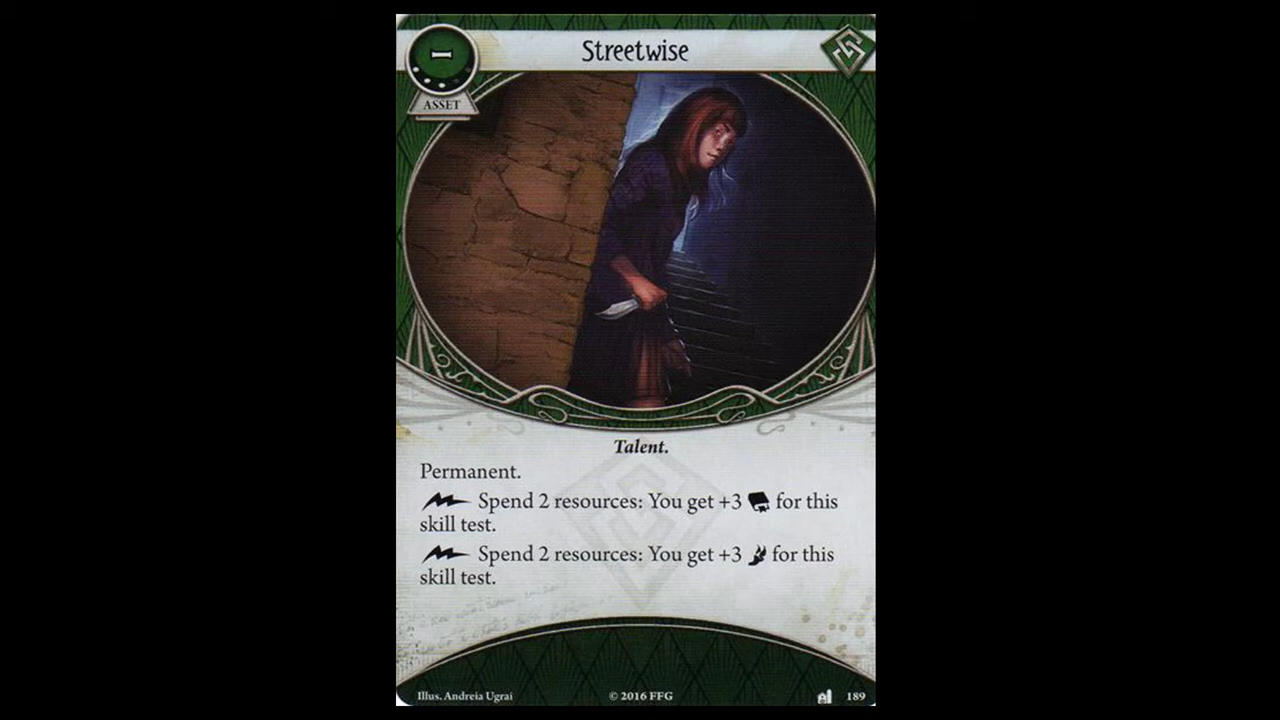 Streetwise
ASSET
Talent.
Permanent.
Spend 2 resources: You get +3 for this
skill test.
Spend 2 resources: You get +3 for this
skill test.
Illus. Andreia Ugrai
© 2016 FFG
189